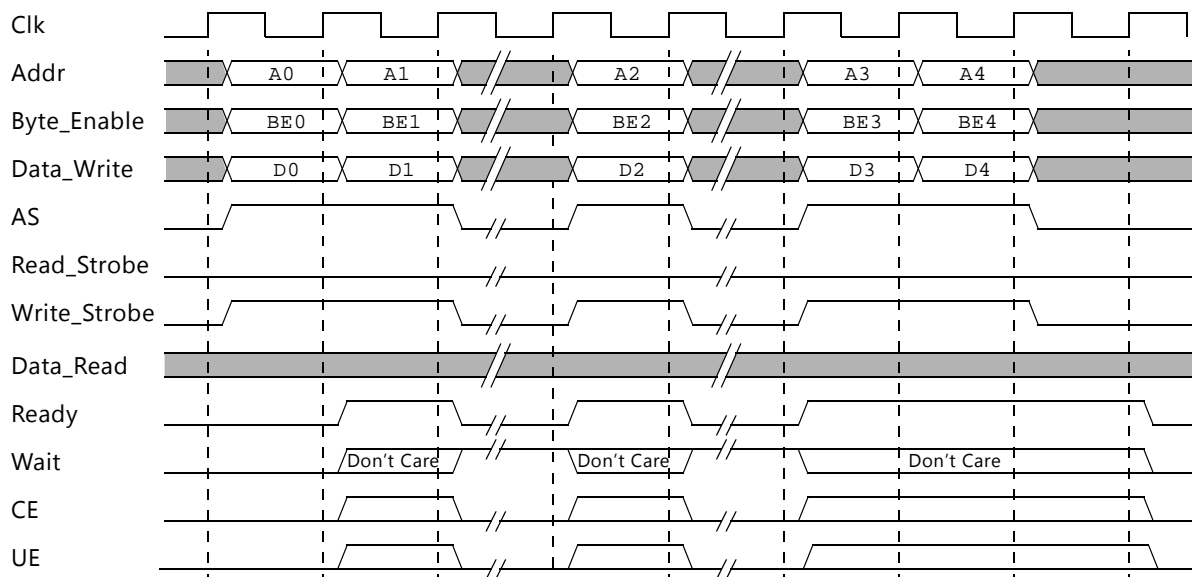 Clk
Addr A0 A1 A2 A3 A4
Byte_Enable BE0 BE1 BE2 BE3 BE4
Data_Write D0 D1 D2 D3 D4
AS
Read_Strobe
Write_Strobe
Data_Read
Ready
Wait Don’t Care Don’t Care Don’t Care
CE
UE